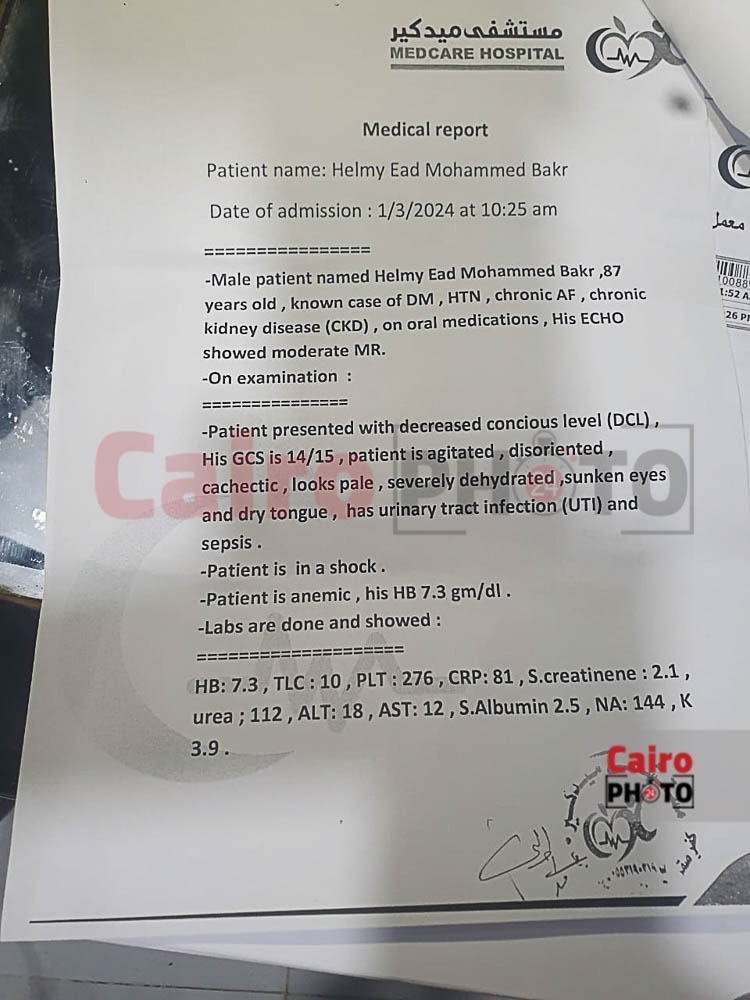 مستشفى ميدكير
MEDCARE HOSPITAL
Medical report
Patient name: Helmy Ead Mohammed Bakr
Date of admission : 1/3/2024 at 10:25 am
================
-Male patient named Helmy Ead Mohammed Bakr ,87
years old , known case of DM , HTN , chronic AF , chronic
kidney disease (CKD) , on oral medications , His ECHO
showed moderate MR.
-On examination :
===============
-Patient presented with decreased concious level (DCL) ,
His GCS is 14/15 , patient is agitated , disoriented ,
cachectic , looks pale , severely dehydrated ,sunken eyes
and dry tongue , has urinary tract infection (UTI) and
sepsis .
-Patient is in a shock .
-Patient is anemic , his HB 7.3 gm/dl .
-Labs are done and showed :
====================
HB: 7.3 , TLC : 10 , PLT : 276 , CRP: 81 , S.creatinene : 2.1 ,
urea ; 112 , ALT: 18 , AST: 12 , S.Albumin 2.5 , NA: 144 , K
3.9 .
Cairo PHOTO 24
Cairo
PHOTO 24
معمل